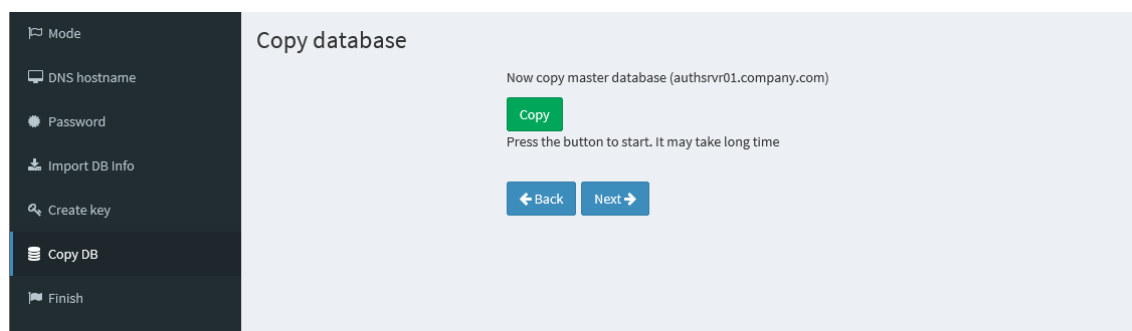 Mode
DNS hostname
Password
Import DB Info
Create key
Copy DB
Finish
Copy database
Now copy master database (authsrvr01.company.com)
Copy
Press the button to start. It may take long time
Back
Next